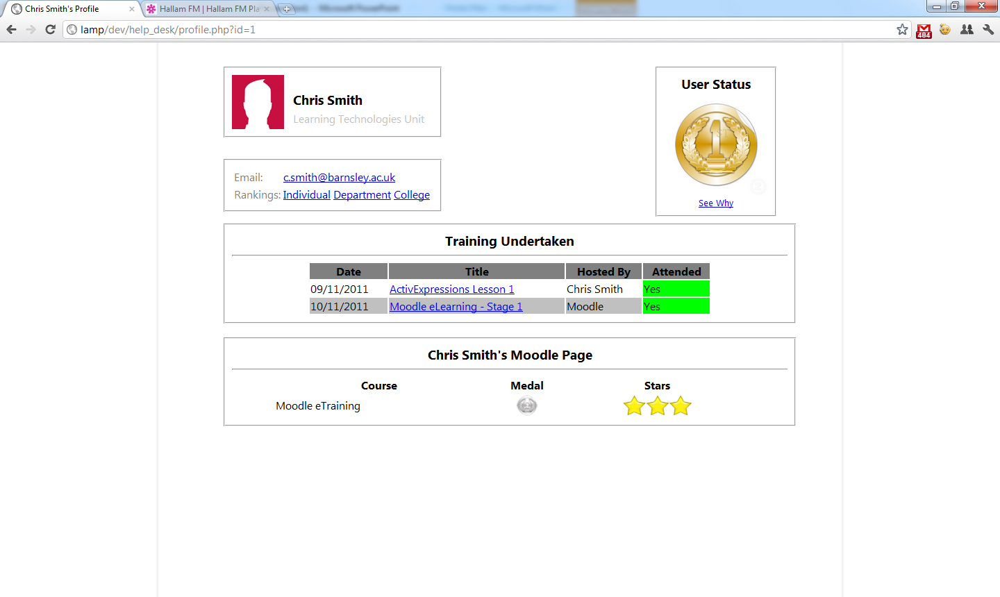 Chris Smith's Profile
Hallam FM | Hallam FM Pla
lamp/dev/help_desk/profile.php?id=1
484
Chris Smith
Learning Technologies Unit
User Status
1
See Why
Email: c.smith@barnsley.ac.uk
Rankings: Individual Department College
Training Undertaken
Date Title Hosted By Attended
09/11/2011 ActivExpressions Lesson 1 Chris Smith Yes
10/11/2011 Moodle eLearning - Stage 1 Moodle Yes
Chris Smith's Moodle Page
Course Medal Stars
Moodle eTraining